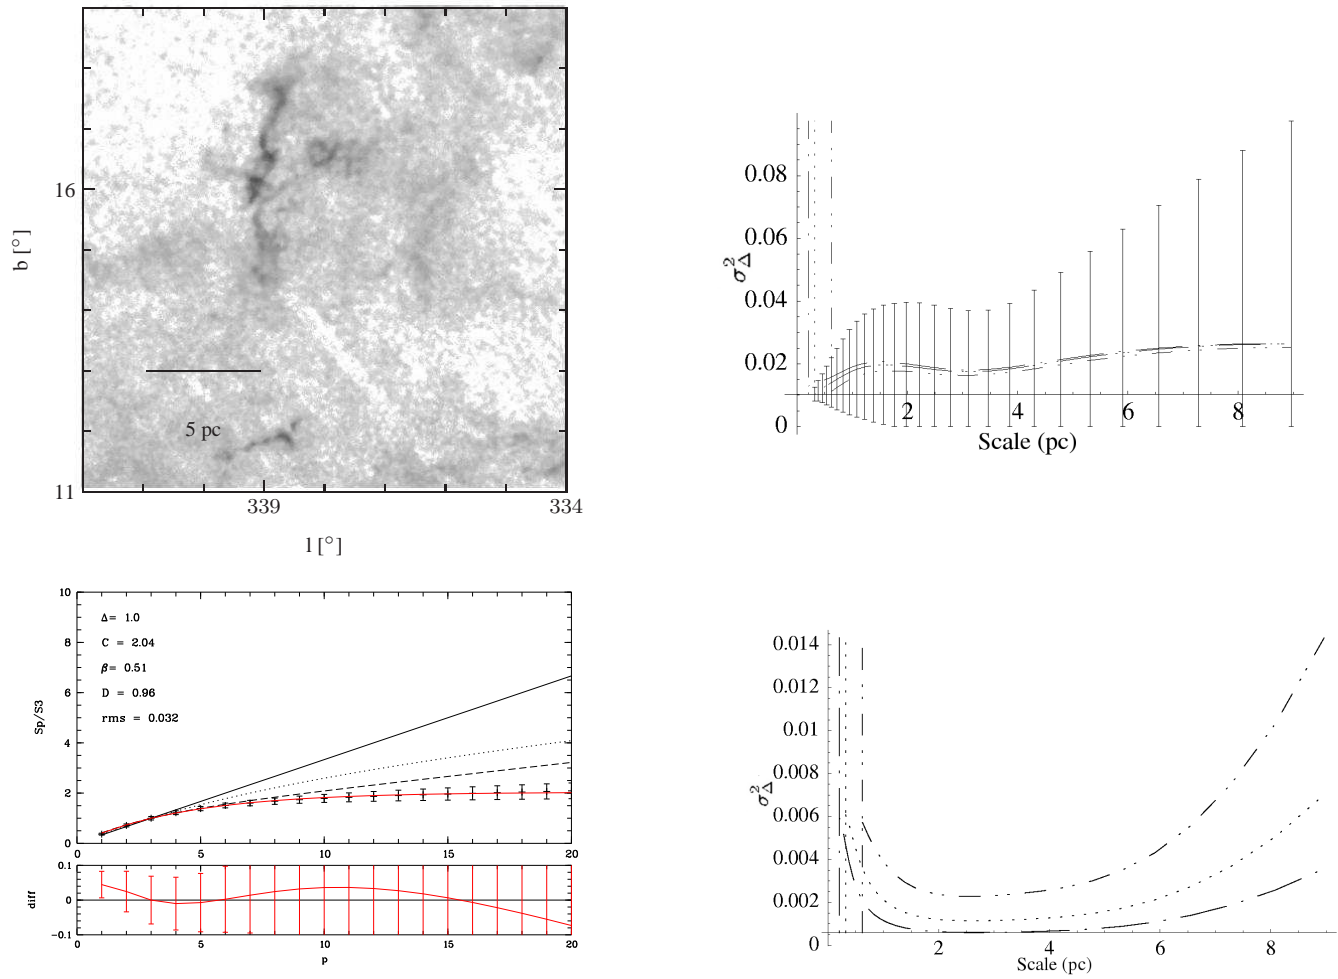 16
b [°]
5 pc
11
339
334
l [°]
0.08
0.06
σ²Δ
0.04
0.02
2
4
6
8
0
Scale (pc)
10
Δ= 1.0
8
C = 2.04
β= 0.51
6
D = 0.96
rms = 0.032
Sp/S3
4
2
0
0
5
10
15
20
0.1
diff
0
−0.1
0
5
10
15
20
p
0.014
0.012
0.01
0.008
σ²Δ
0.006
0.004
0.002
0
2
4
6
8
Scale (pc)